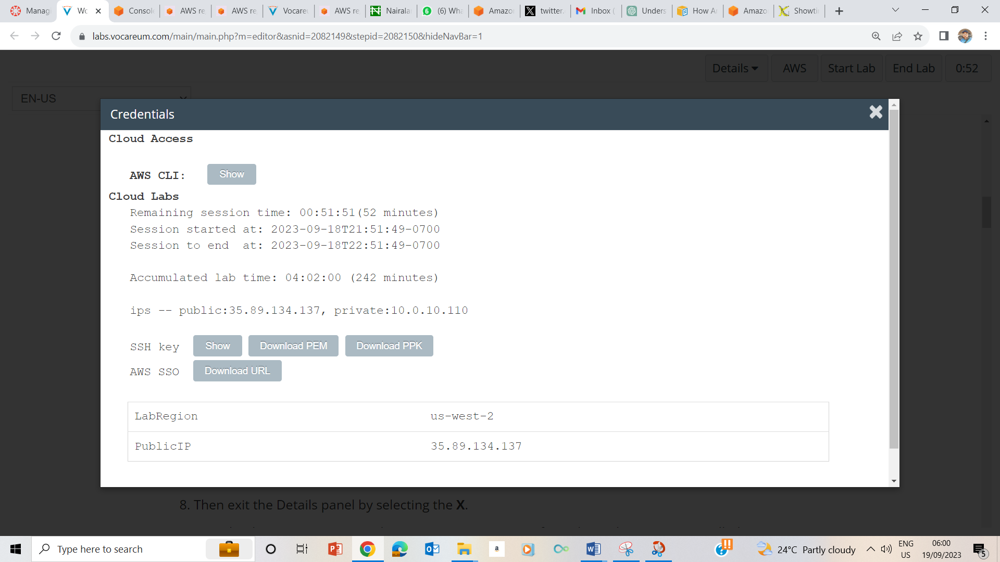 Manag
Wo
Consol
AWS re
AWS re
Vocareu
AWS re
Nairala
(6) Wha
Amazon
twitter.
Inbox (
Unders
How A
Amazo
Showti
labs.vocareum.com/main/main.php?m=editor&asnid=2082149&stepid=2082150&hideNavBar=1
Details
AWS
Start Lab
End Lab
0:52
EN-US
Credentials
Cloud Access
AWS CLI: Show
Cloud Labs
Remaining session time: 00:51:51(52 minutes)
Session started at: 2023-09-18T21:51:49-0700
Session to end at: 2023-09-18T22:51:49-0700
Accumulated lab time: 04:02:00 (242 minutes)
ips -- public:35.89.134.137, private:10.0.10.110
SSH key Show Download PEM Download PPK
AWS SSO Download URL
LabRegion us-west-2
PublicIP 35.89.134.137
8. Then exit the Details panel by selecting the X.
Type here to search
24°C Partly cloudy
ENG
US
06:00
19/09/2023
5